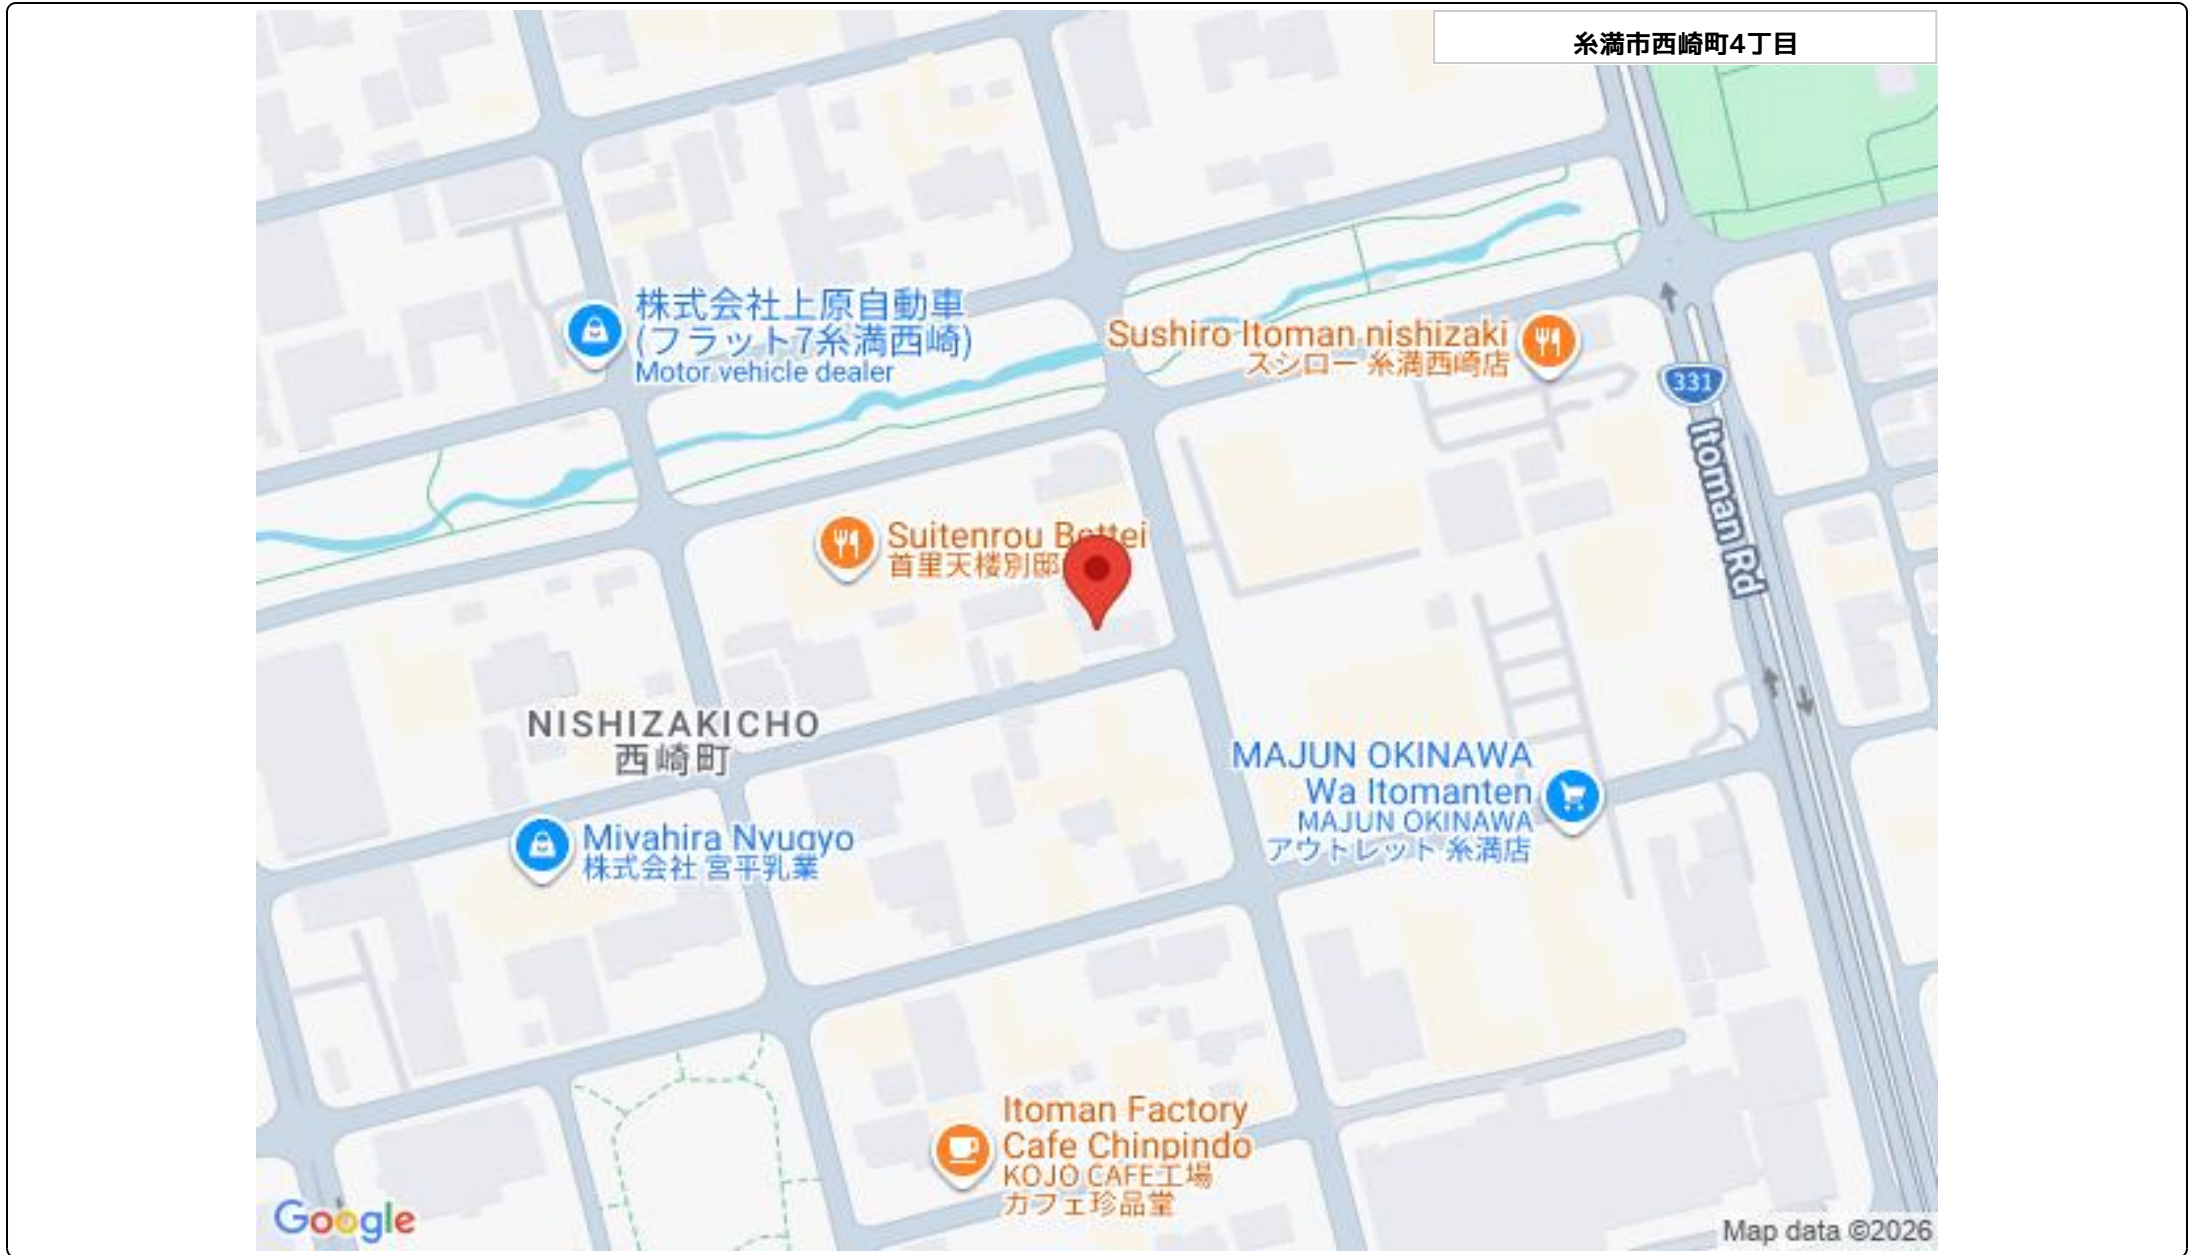 糸満市西崎町4丁目
株式会社上原自動車
(フラット7糸満西崎)
Motor vehicle dealer
Sushiro Itoman nishizaki
スシロー 糸満西崎店
331
Itoman Rd
Suitenrou Bettei
首里天楼別邸
NISHIZAKICHO
西崎町
MAJUN OKINAWA
Wa Itomanten
MAJUN OKINAWA
アウトレット 糸満店
Miyahira Nyugyo
株式会社 宮平乳業
Itoman Factory
Cafe Chinpindo
KOJO CAFE工場
カフェ珍品堂
Google
Map data ©2026